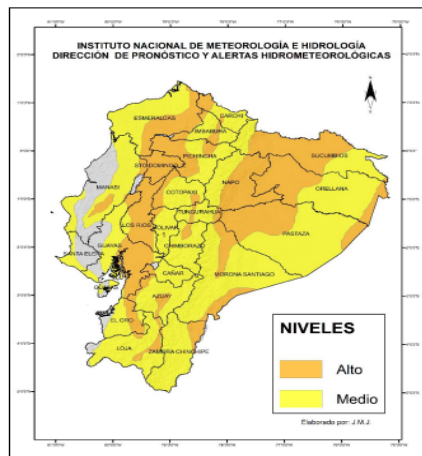 INSTITUTO NACIONAL DE METEOROLOGÍA E HIDROLOGÍA
DIRECCIÓN DE PRONÓSTICO Y ALERTAS HIDROMETEOROLÓGICAS
ESMERALDAS
CARCHI
IMBABURA
PICHINCHA
SUCUMBIOS
STO DOMINGO
NAPO
ORELLANA
MANABI
COTOPAXI
TUNGURAHUA
LOS RIOS
BOLIVAR
PASTAZA
GUAYAS
CHIMBORAZO
SANTA ELENA
MORONA SANTIAGO
CAÑAR
AZUAY
EL ORO
LOJA
ZAMORA CHINCHIPE
NIVELES
Alto
Medio
Elaborado por: J.M.J.